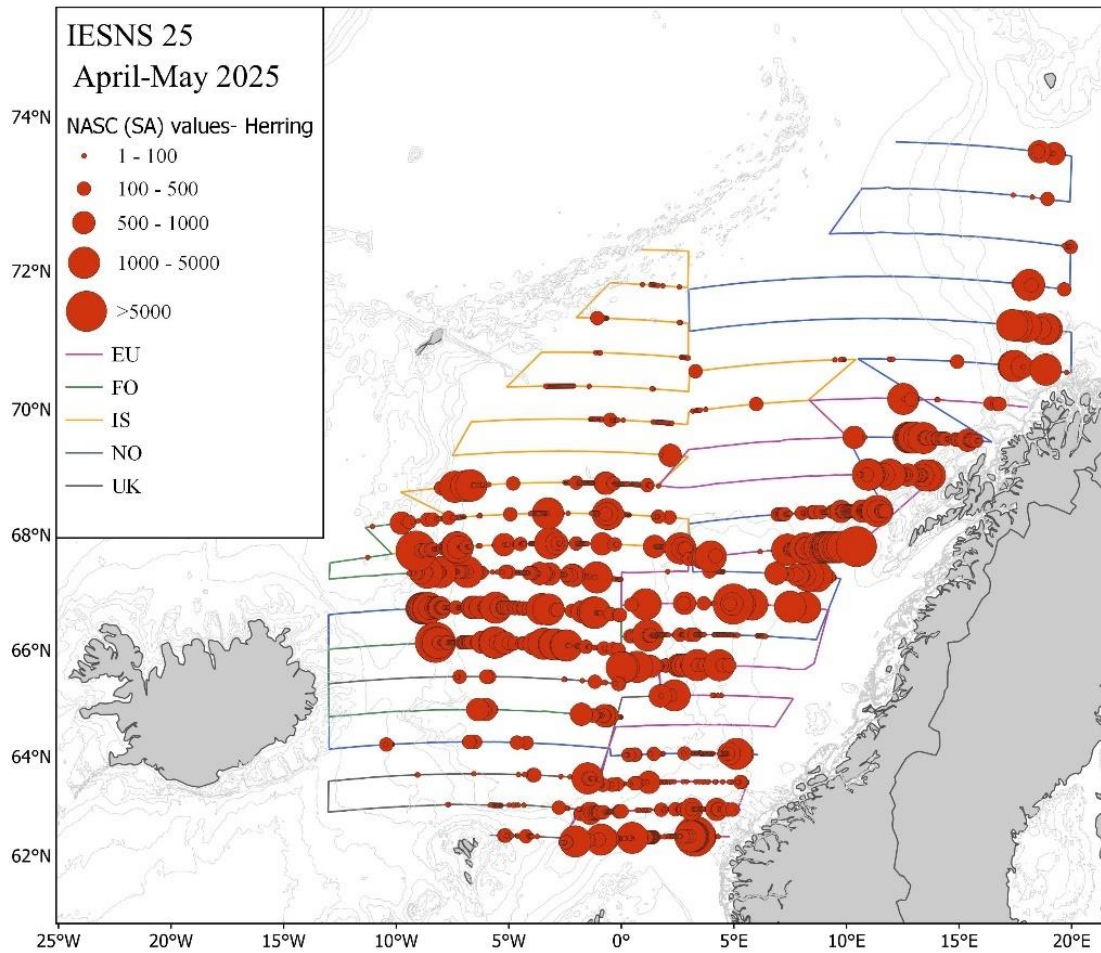 IESNS 25
April-May 2025
NASC (SA) values- Herring
1 - 100
100 - 500
500 - 1000
1000 - 5000
>5000
EU
FO
IS
NO
UK
74°N
72°N
70°N
68°N
66°N
64°N
62°N
25°W 20°W 15°W 10°W 5°W 0° 5°E 10°E 15°E 20°E